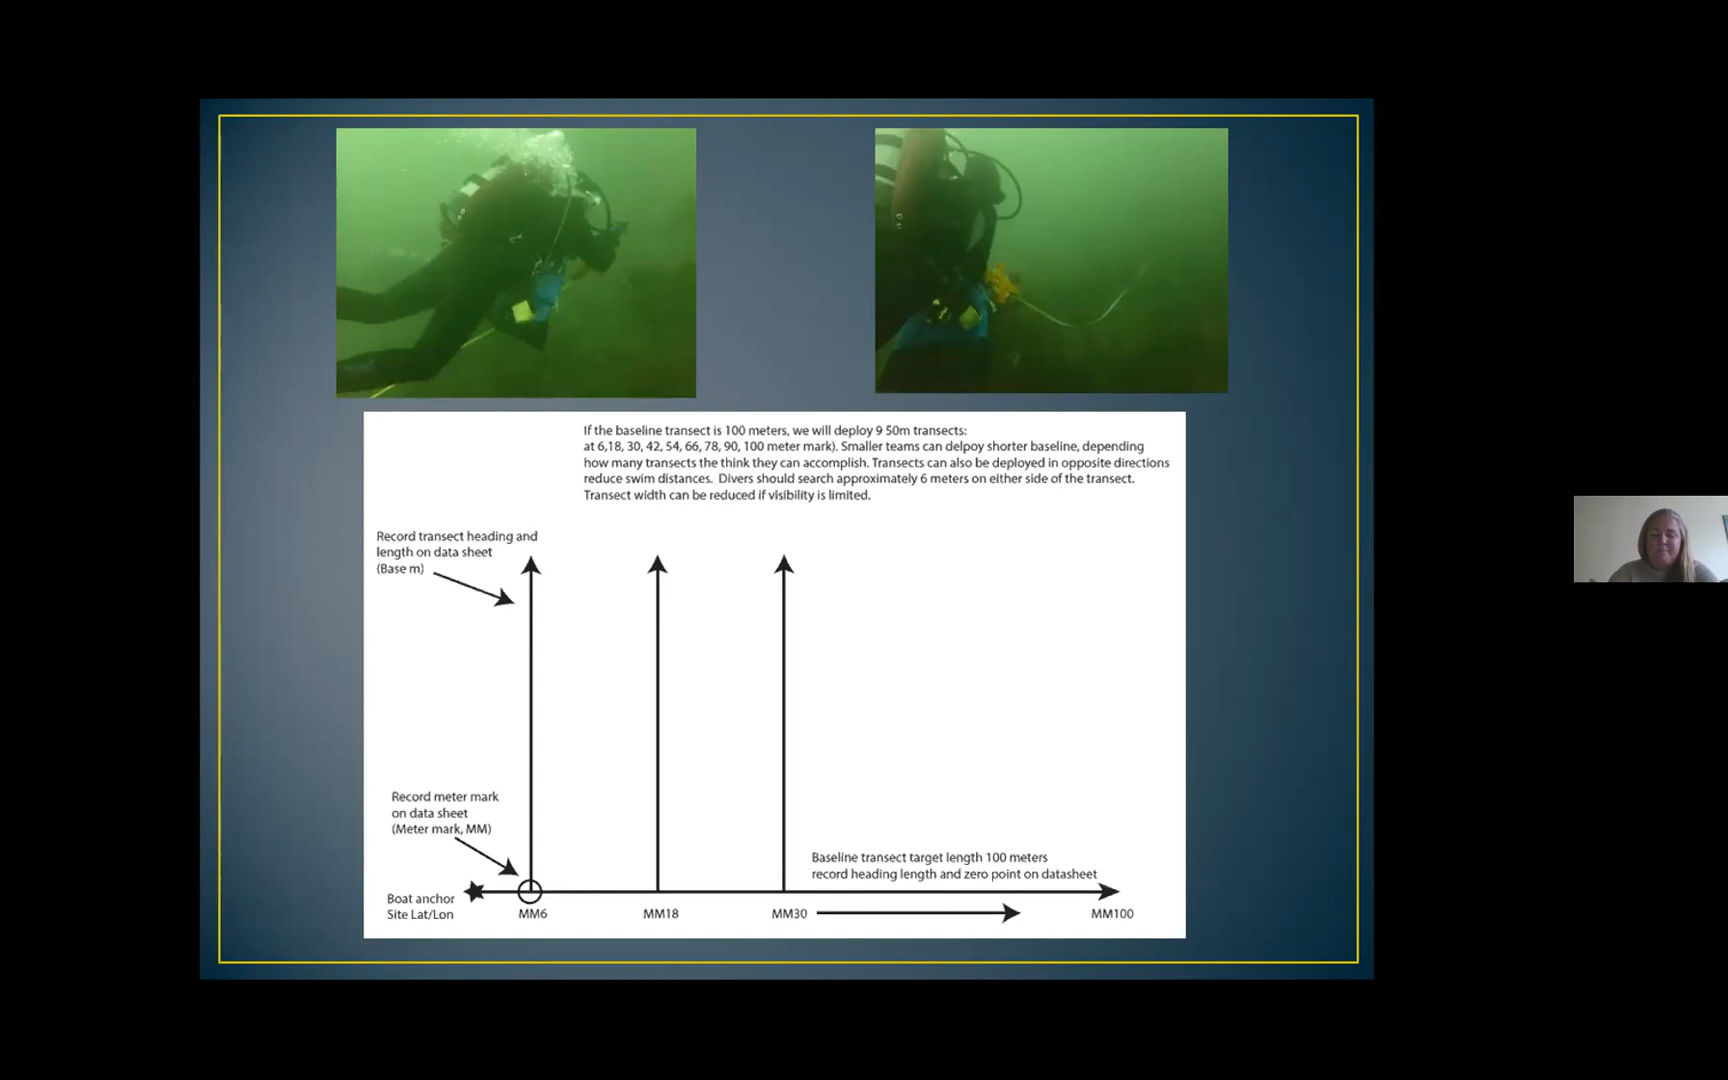 If the baseline transect is 100 meters, we will deploy 9 50m transects:
at 6,18, 30, 42, 54, 66, 78, 90, 100 meter mark). Smaller teams can delpoy shorter baseline, depending
how many transects the think they can accomplish. Transects can also be deployed in opposite directions
reduce swim distances.  Divers should search approximately 6 meters on either side of the transect.
Transect width can be reduced if visibility is limited.
Record transect heading and
length on data sheet
(Base m)
Record meter mark
on data sheet
(Meter mark, MM)
Baseline transect target length 100 meters
record heading length and zero point on datasheet
Boat anchor
Site Lat/Lon
MM6
MM18
MM30
MM100